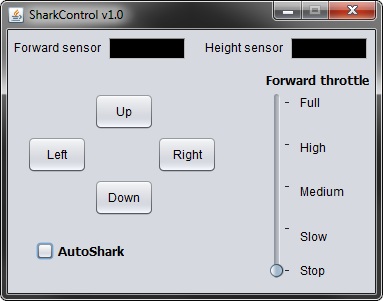 SharkControl v1.0
Forward sensor
Height sensor
Forward throttle
Up
Left
Right
Down
AutoShark
Full
High
Medium
Slow
Stop